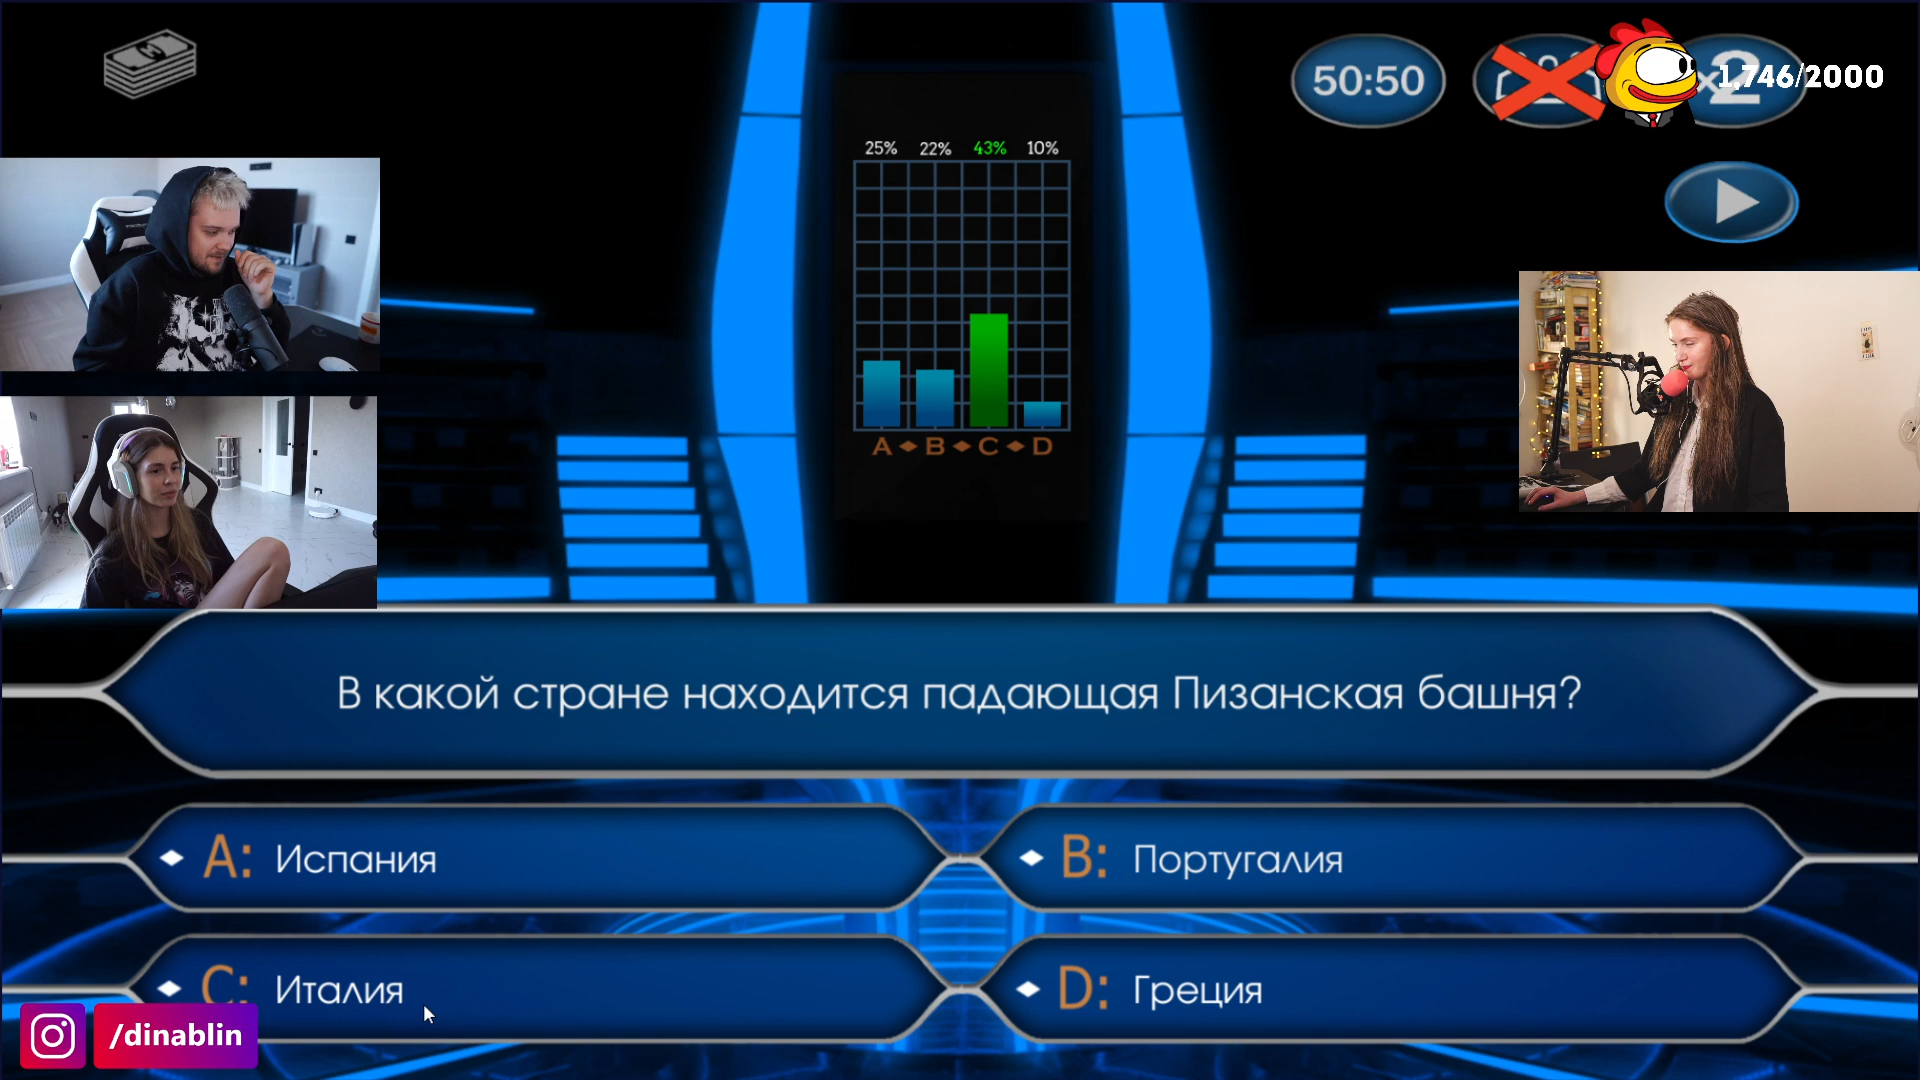 50:50
x2
1,746/2000
25% 22% 43% 10%
A B C D
В какой стране находится падающая Пизанская башня?
A: Испания
B: Португалия
C: Италия
D: Греция
/dinablin